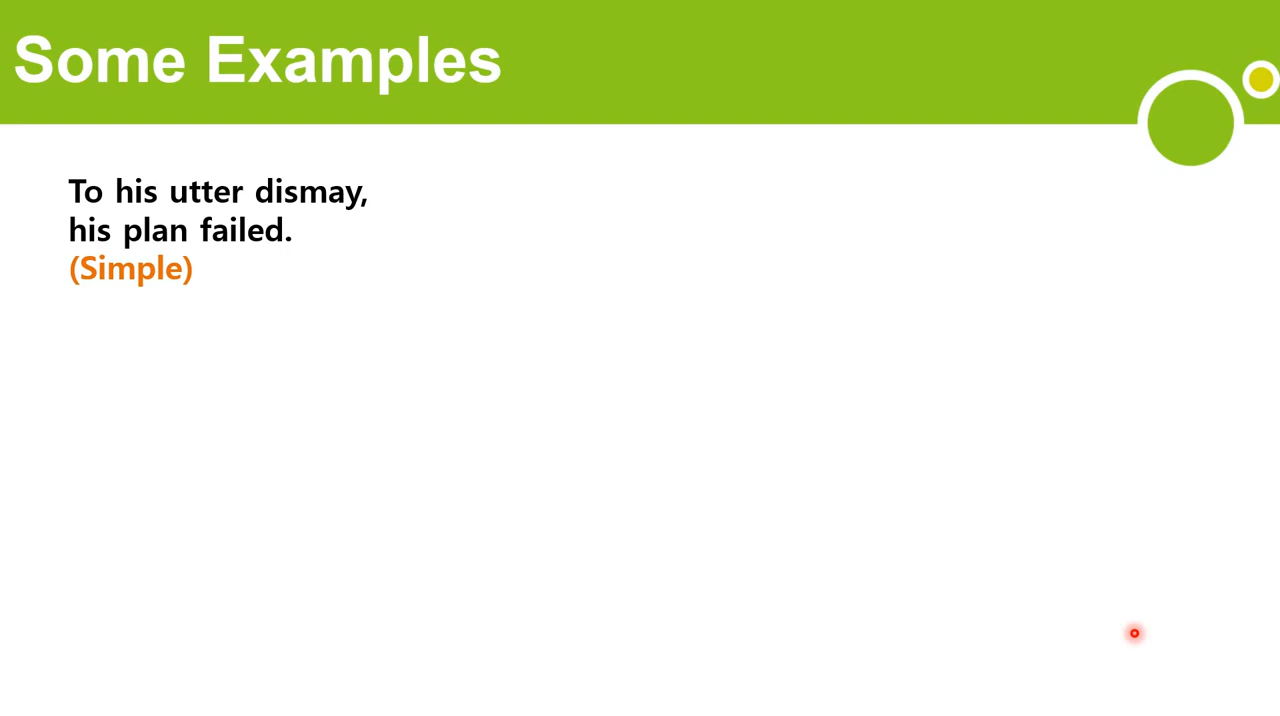 Some Examples
To his utter dismay,
his plan failed.
(Simple)